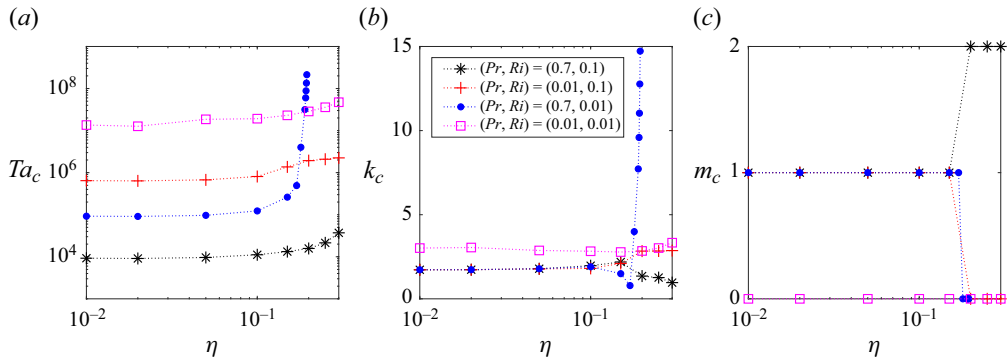 (a)
(b)
(c)
10^8
10^6
10^4
Ta_c
10^-2
10^-1
η
15
10
5
0
k_c
(Pr, Ri) = (0.7, 0.1)
(Pr, Ri) = (0.01, 0.1)
(Pr, Ri) = (0.7, 0.01)
(Pr, Ri) = (0.01, 0.01)
10^-2
10^-1
η
2
1
0
m_c
10^-2
10^-1
η